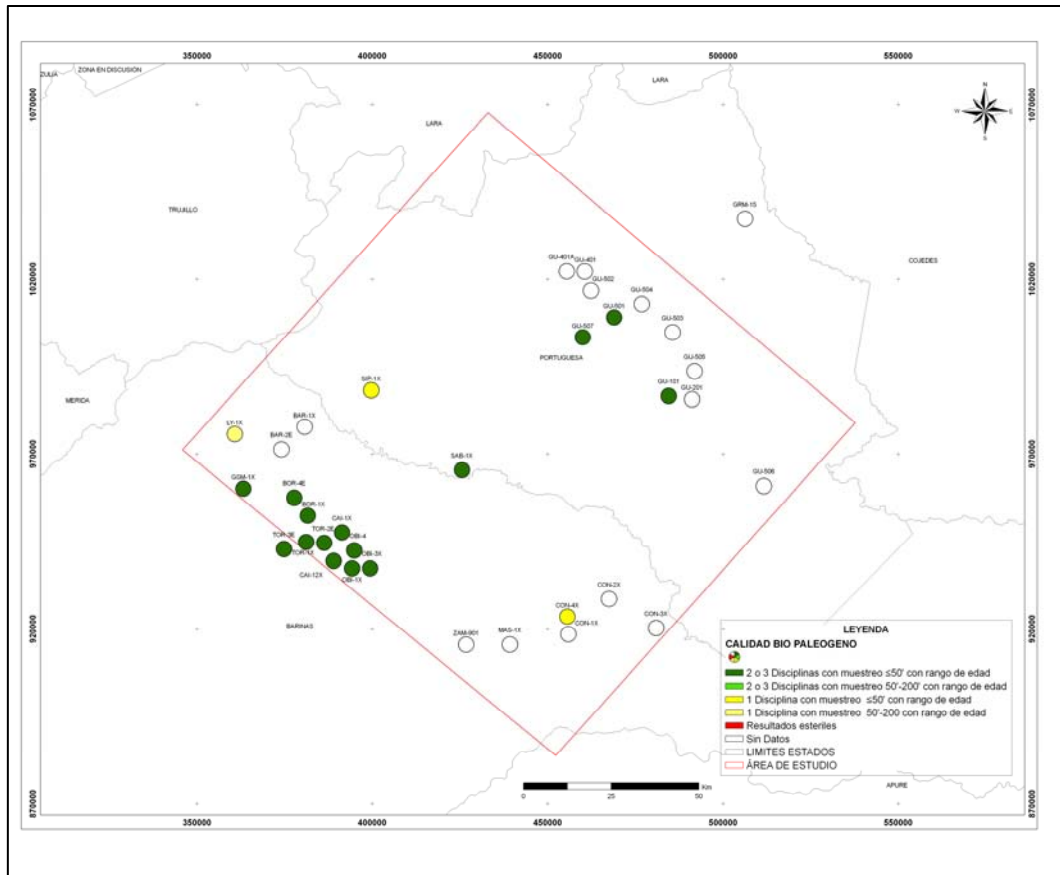 350000 400000 450000 500000 550000
ZULIA
ZONA EN DISCUSIÓN
LARA
LARA
N
W
E
S
1070000
1070000
TRUJILLO
GRM-1S
COJEDES
GU-401X GU-401
1020000
1020000
GU-502
GU-504
GU-501
GU-503
GU-507
PORTUGUESA
GU-505
SIP-1X
GU-101
GU-201
MERIDA
BAR-1X
LY-1X
BAR-2E
970000
970000
SAB-1X
GGM-1X
BOR-4E
GU-506
BOR-1X
CAI-1X
TOR-3E
TOR-2E
OBI-4
TOR-1X
OBI-3X
CAI-12X
OBI-1X
CON-2X
CON-4X
BARINAS
CON-1X
CON-3X
920000
920000
ZAM-901
MAS-1X
LEYENDA
CALIDAD BIO PALEOGENO
2 o 3 Disciplinas con muestreo ≤50' con rango de edad
2 o 3 Disciplinas con muestreo 50'-200' con rango de edad
1 Disciplina con muestreo ≤50' con rango de edad
1 Disciplina con muestreo 50'-200 con rango de edad
Resultados esteriles
Sin Datos
LIMITES ESTADOS
ÁREA DE ESTUDIO
Km
0 25 50
APURE
870000
870000
350000 400000 450000 500000 550000